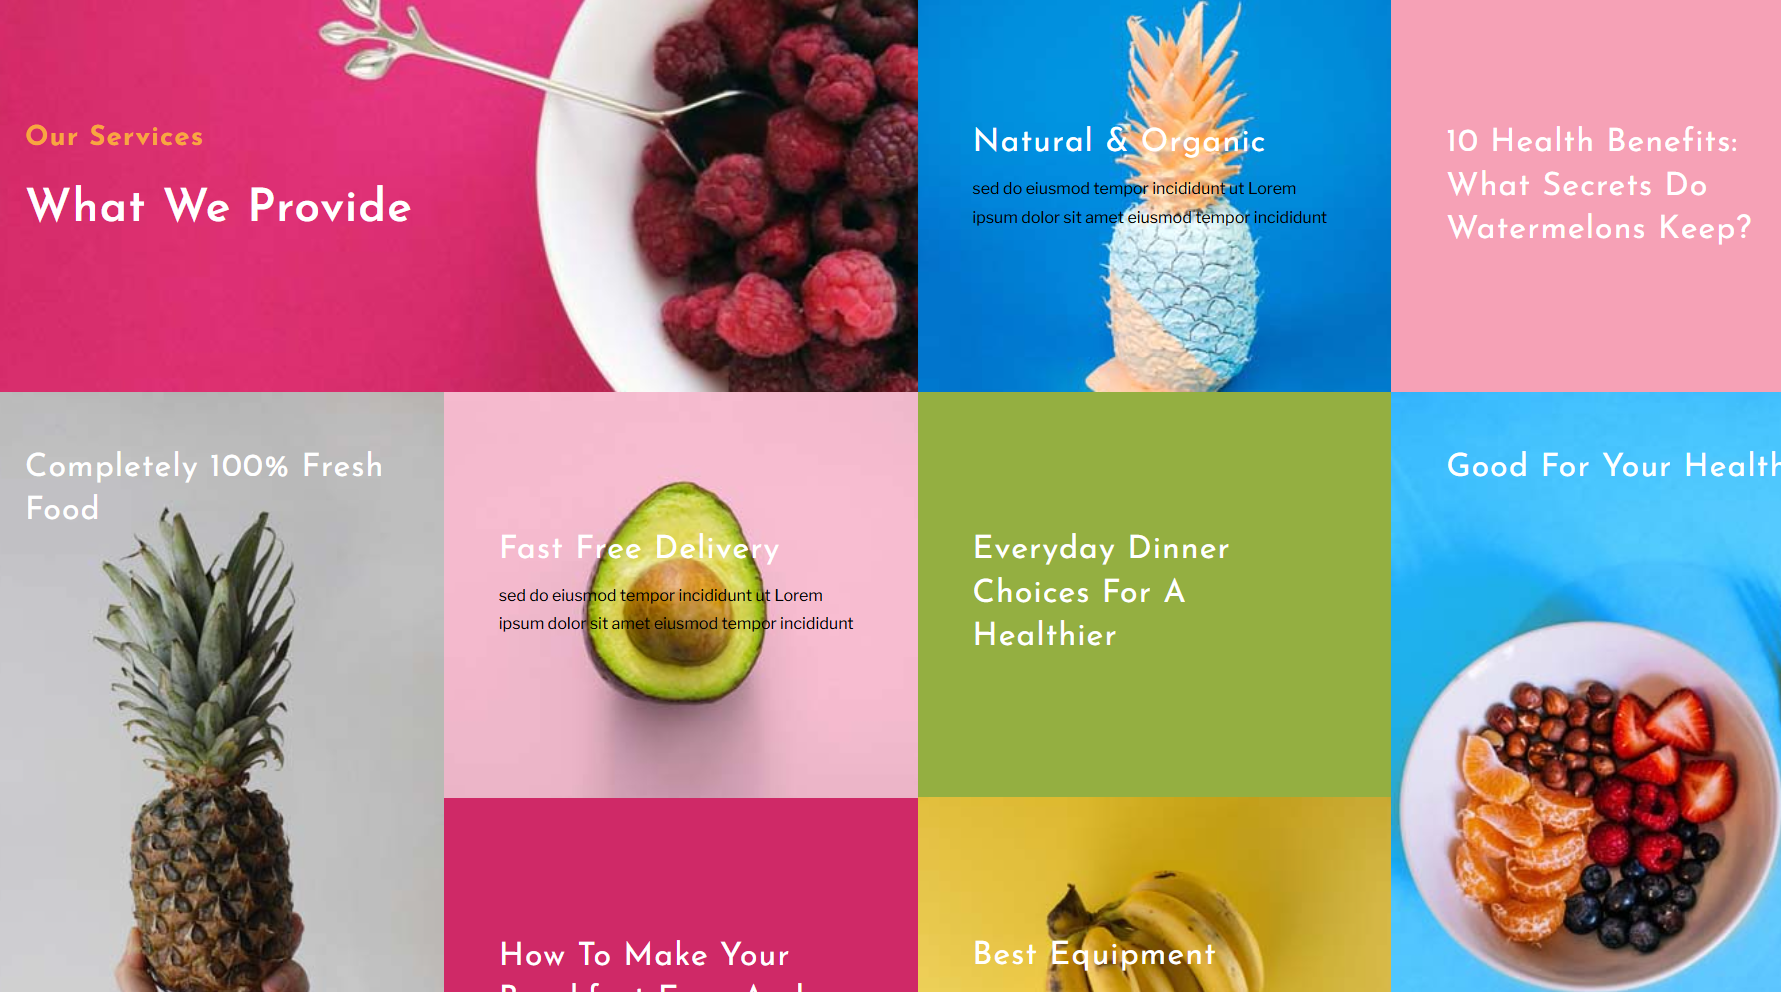 Our Services
What We Provide
Natural & Organic
sed do eiusmod tempor incididunt ut Lorem
ipsum dolor sit amet eiusmod tempor incididunt
10 Health Benefits:
What Secrets Do
Watermelons Keep?
Completely 100% Fresh
Food
Fast Free Delivery
sed do eiusmod tempor incididunt ut Lorem
ipsum dolor sit amet eiusmod tempor incididunt
Everyday Dinner
Choices For A
Healthier
Good For Your Health
How To Make Your
Best Equipment